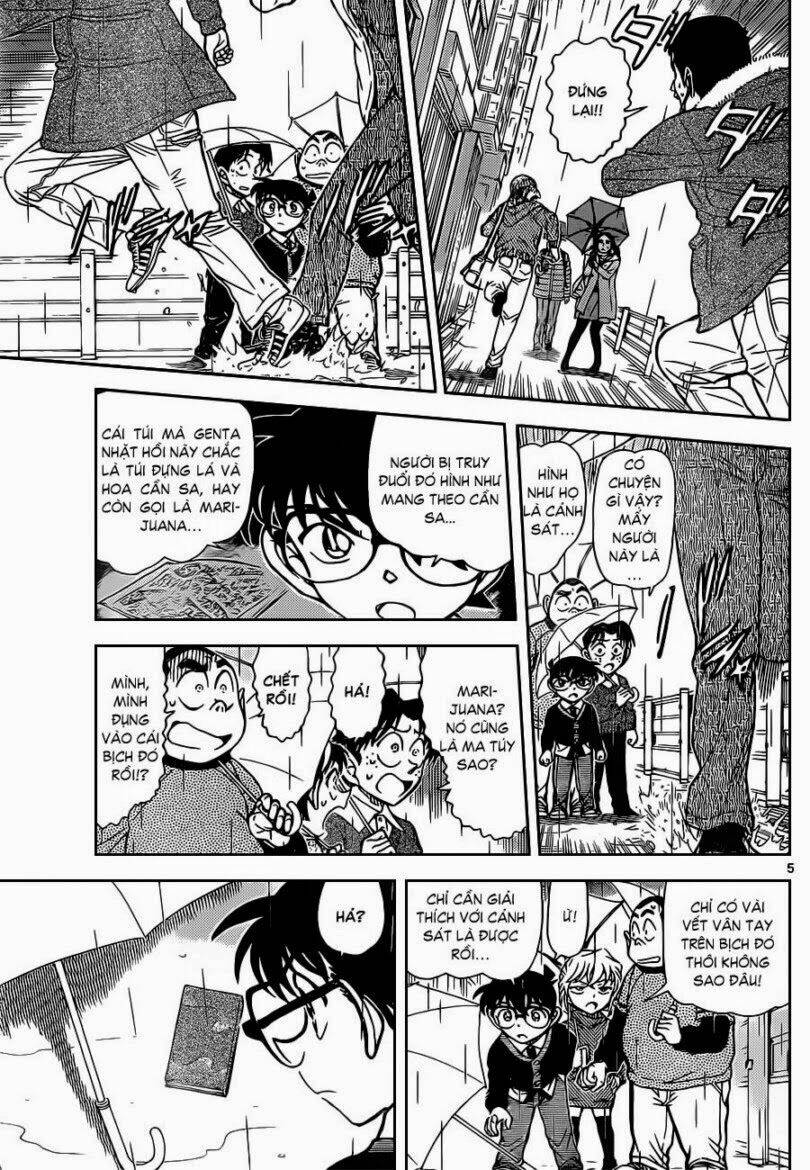 ĐỨNG
LẠI!!
CÓ
CHUYỆN
GÌ VẬY?
MẤY
NGƯỜI
NÀY LÀ
...
HÌNH
NHƯ HỌ
LÀ CẢNH
SÁT.
NGƯỜI BỊ TRUY
ĐUỔI ĐÓ HÌNH NHƯ
MANG THEO CẦN
SA...
CÁI TÚI MÀ GENTA
NHẶT HỒI NÀY CHẮC
LÀ TÚI ĐỰNG LÁ VÀ
HOA CẦN SA, HAY
CÒN GỌI LÀ MARI-
JUANA...
MARI-
JUANA?
NÓ CŨNG
LÀ MA TÚY
SAO?
HẢ!
CHẾT
RỒI!
MÌNH,
MÌNH
ĐỤNG
VÀO CÁI
BỊCH ĐÓ
RỒI!?
5
CHỈ CÓ VÀI
VẾT VÂN TAY
TRÊN BỊCH ĐÓ
THÔI KHÔNG
SAO ĐÂU!
Ừ!
CHỈ CẦN GIẢI
THÍCH VỚI CẢNH
SÁT LÀ ĐƯỢC
RỒI...
HẢ?